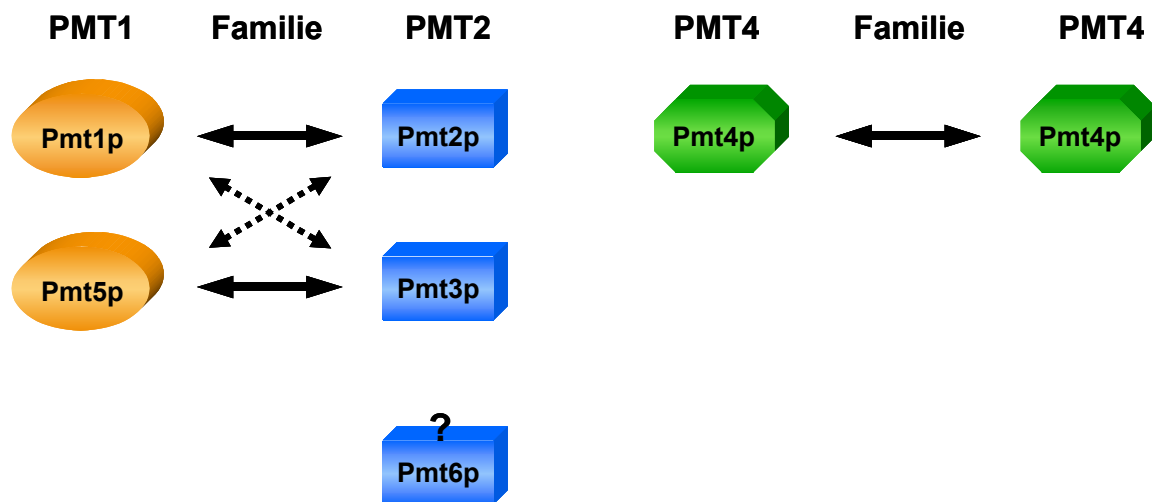 PMT1 Familie PMT2 PMT4 Familie PMT4
Pmt1p Pmt2p Pmt4p Pmt4p
Pmt5p Pmt3p
?
Pmt6p